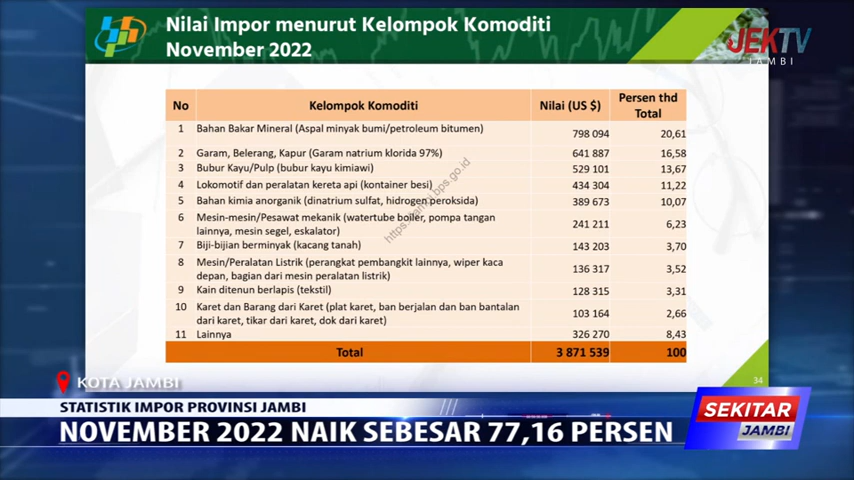 Nilai Impor menurut Kelompok Komoditi
November 2022
JEKTV
JAMBI
No Kelompok Komoditi Nilai (US $) Persen thd Total
1 Bahan Bakar Mineral (Aspal minyak bumi/petroleum bitumen) 798 094 20,61
2 Garam, Belerang, Kapur (Garam natrium klorida 97%) 641 887 16,58
3 Bubur Kayu/Pulp (bubur kayu kimiawi) 529 101 13,67
4 Lokomotif dan peralatan kereta api (kontainer besi) 434 304 11,22
5 Bahan kimia anorganik (dinatrium sulfat, hidrogen peroksida) 389 673 10,07
6 Mesin-mesin/Pesawat mekanik (watertube boiler, pompa tangan
lainnya, mesin segel, eskalator) 241 211 6,23
7 Biji-bijian berminyak (kacang tanah) 143 203 3,70
8 Mesin/Peralatan Listrik (perangkat pembangkit lainnya, wiper kaca
depan, bagian dari mesin peralatan listrik) 136 317 3,52
9 Kain ditenun berlapis (tekstil) 128 315 3,31
10 Karet dan Barang dari Karet (plat karet, ban berjalan dan ban bantalan
dari karet, tikar dari karet, dok dari karet) 103 164 2,66
11 Lainnya 326 270 8,43
Total 3 871 539 100
34
KOTA JAMBI
STATISTIK IMPOR PROVINSI JAMBI
NOVEMBER 2022 NAIK SEBESAR 77,16 PERSEN
SEKITAR
JAMBI